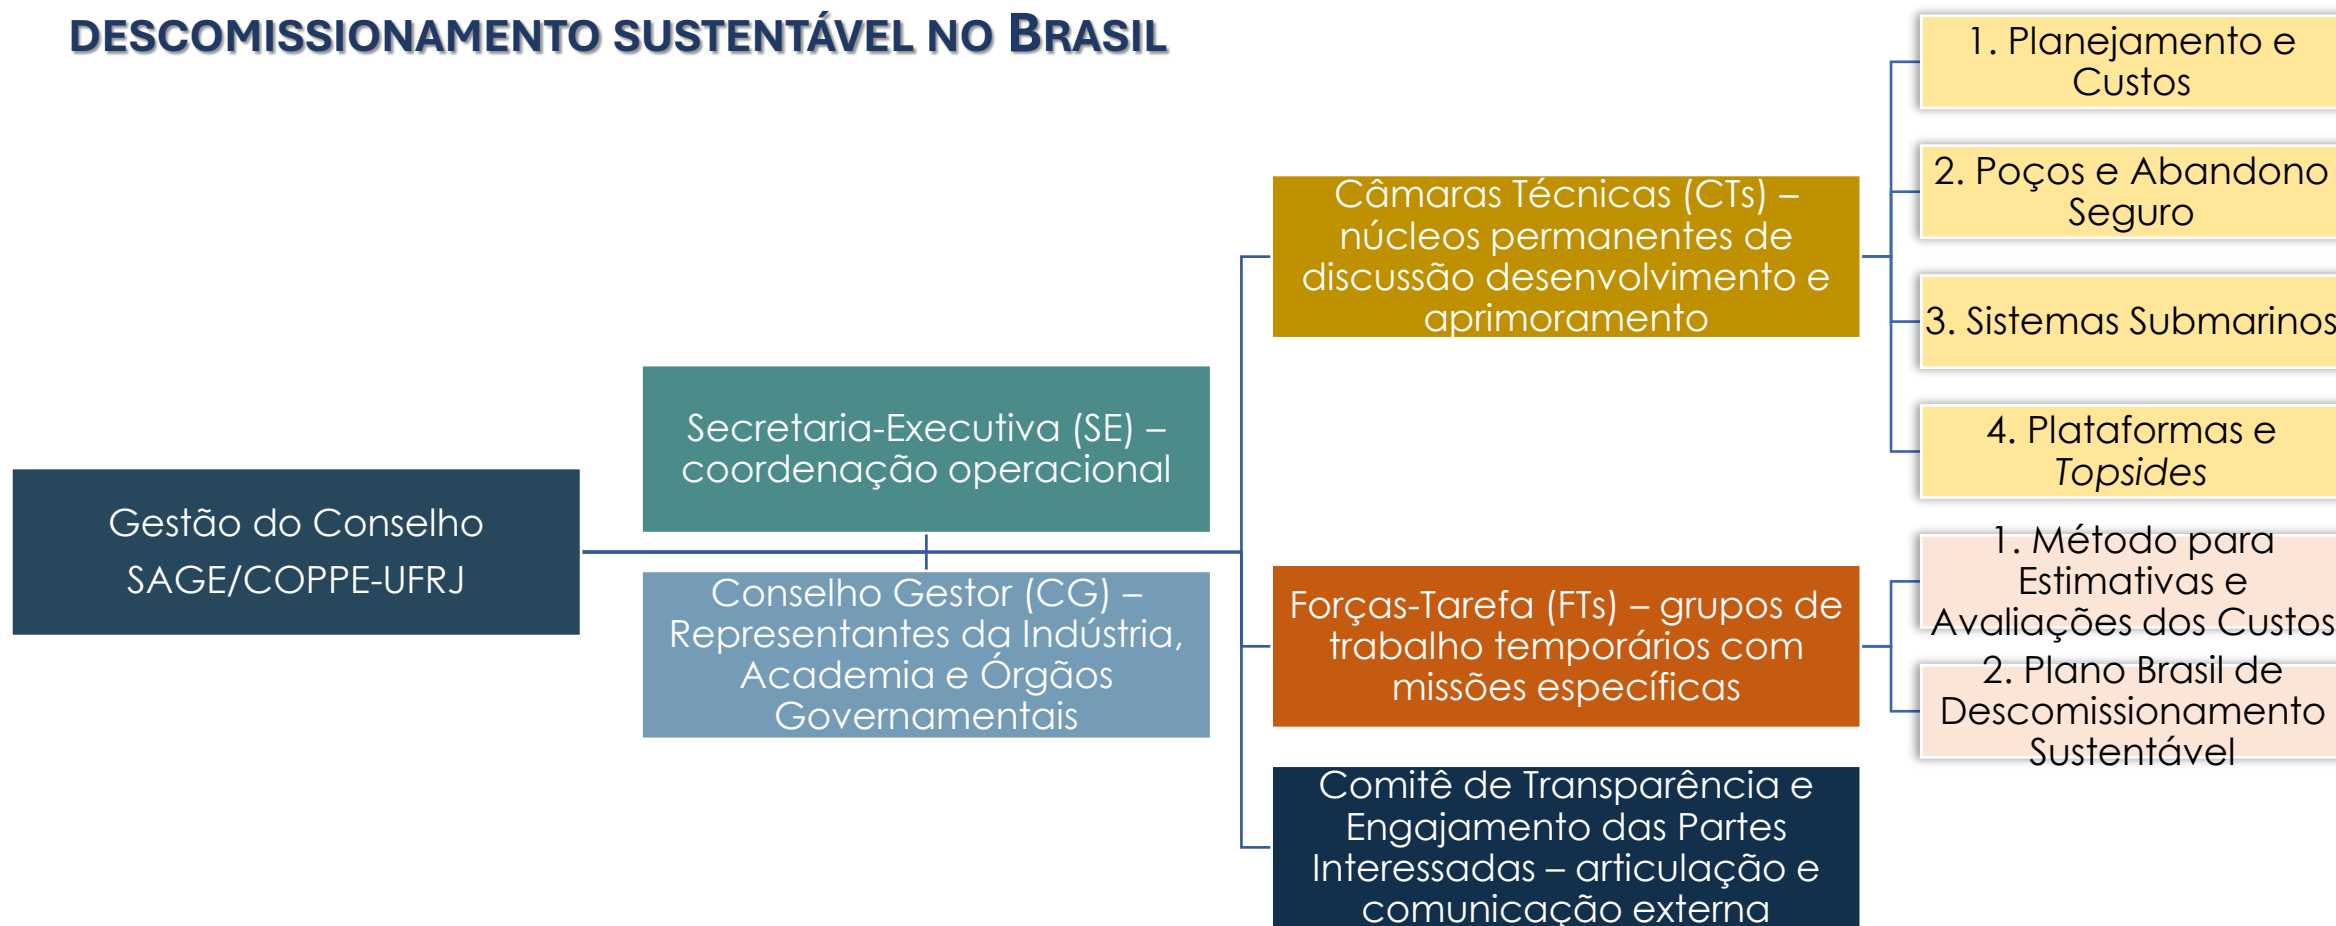 DESCOMISSIONAMENTO SUSTENTÁVEL NO BRASIL
Gestão do Conselho
SAGE/COPPE-UFRJ
Secretaria-Executiva (SE) –
coordenação operacional
Conselho Gestor (CG) –
Representantes da Indústria,
Academia e Órgãos
Governamentais
Câmaras Técnicas (CTs) –
núcleos permanentes de
discussão desenvolvimento e
aprimoramento
1. Planejamento e
Custos
2. Poços e Abandono
Seguro
3. Sistemas Submarinos
4. Plataformas e
Topsides
Forças-Tarefa (FTs) – grupos de
trabalho temporários com
missões específicas
1. Método para
Estimativas e
Avaliações dos Custos
2. Plano Brasil de
Descomissionamento
Sustentável
Comitê de Transparência e
Engajamento das Partes
Interessadas – articulação e
comunicação externa